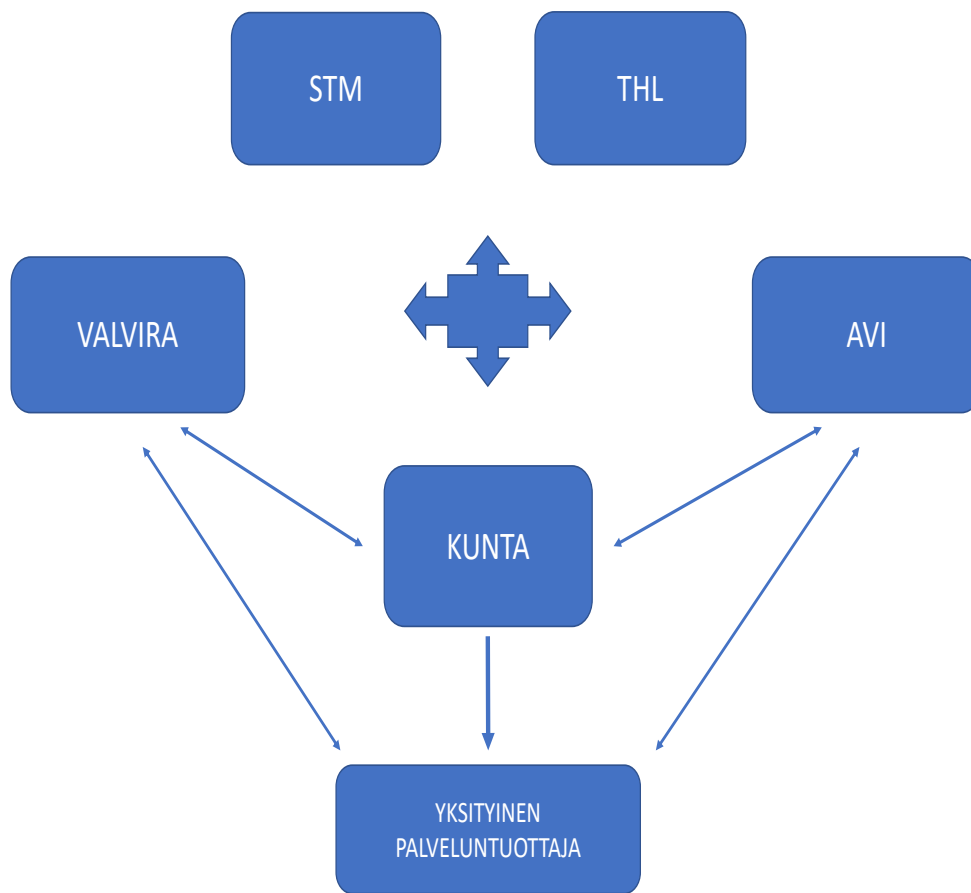 STM
THL
VALVIRA
AVI
KUNTA
YKSITYINEN
PALVELUNTUOTTAJA